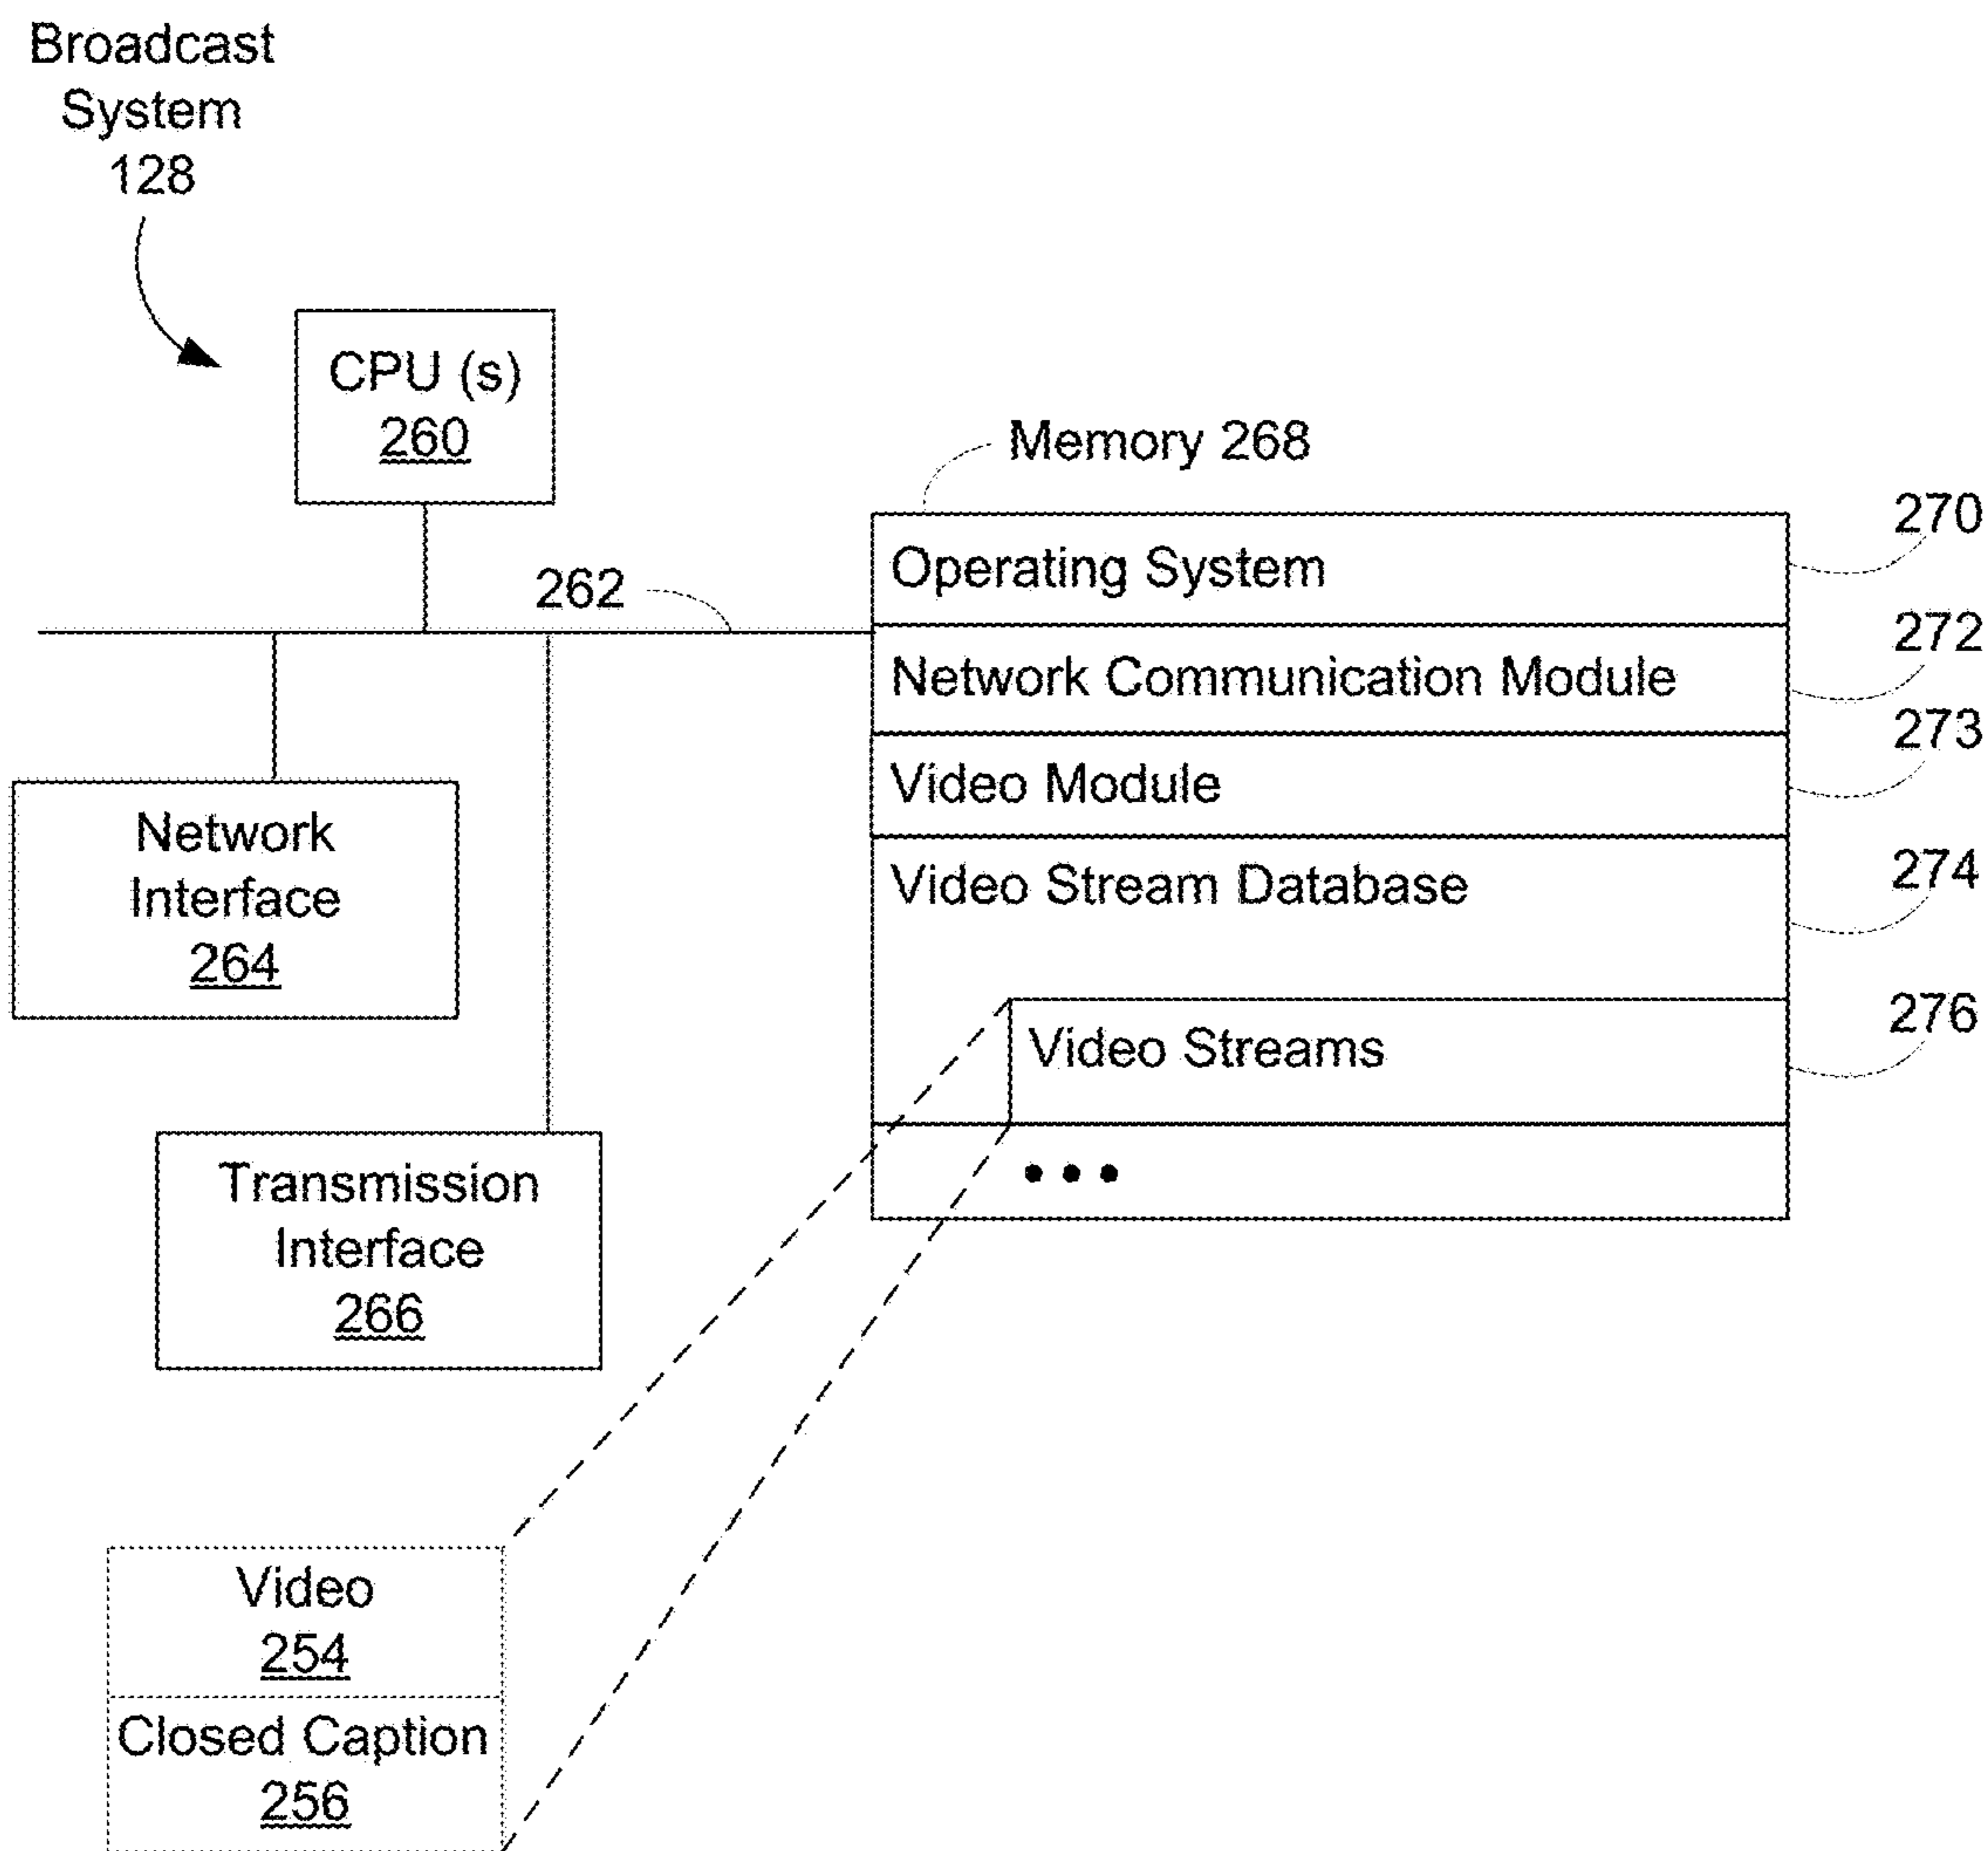 Broadcast
System
128
CPU (s)
260
Memory 268
262
Operating System
270
Network Communication Module
272
Video Module
273
Video Stream Database
274
Video Streams
276
Network
Interface
264
Transmission
Interface
266
Video
254
Closed Caption
256